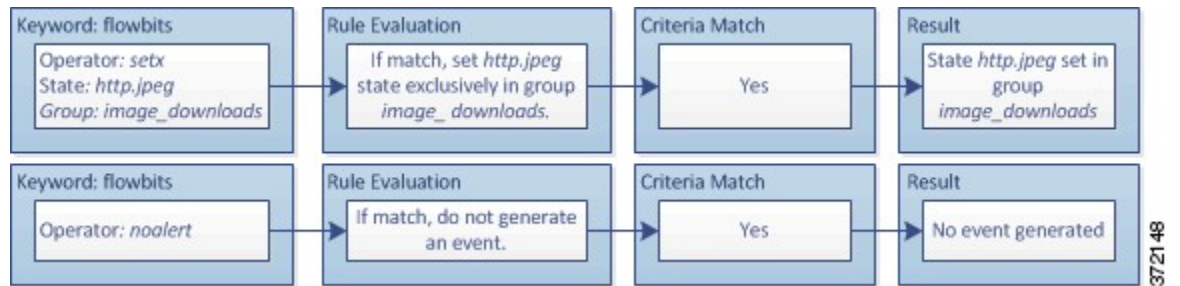 Keyword: flowbits
Operator: setx
State: http.jpeg
Group: image_downloads
Rule Evaluation
If match, set http.jpeg
state exclusively in group
image_ downloads.
Criteria Match
Yes
Result
State http.jpeg set in
group
image_downloads
Keyword: flowbits
Operator: noalert
Rule Evaluation
If match, do not generate
an event.
Criteria Match
Yes
Result
No event generated
372148